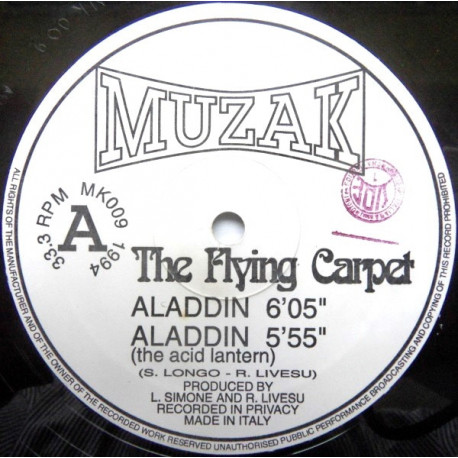 MUZAK
33.3 RPM MK009 1994
A
The Flying Carpet
ALADDIN 6'05"
ALADDIN 5'55"
(the acid lantern)
(S. LONGO - R. LIVESU)
PRODUCED BY
L. SIMONE AND R. LIVESU
RECORDED IN PRIVACY
MADE IN ITALY
ALL RIGHTS OF THE MANUFACTURER AND OF THE OWNER OF THE RECORDED WORK RESERVED UNAUTHORISED PUBBLIC PERFORMANCE BROADCASTING AND COPYING OF THIS RECORD PROHIBITED